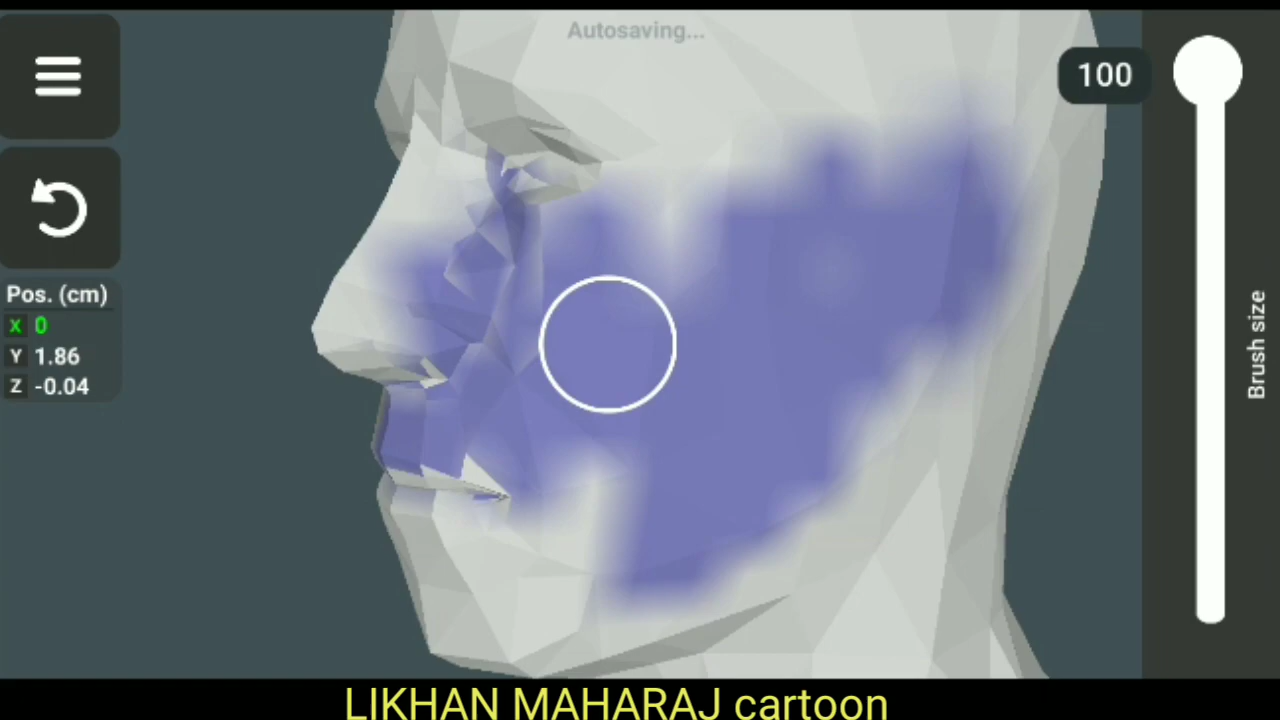 Autosaving...
100
Pos. (cm)
X 0
Y 1.86
Z -0.04
Brush size
LIKHAN MAHARAJ cartoon